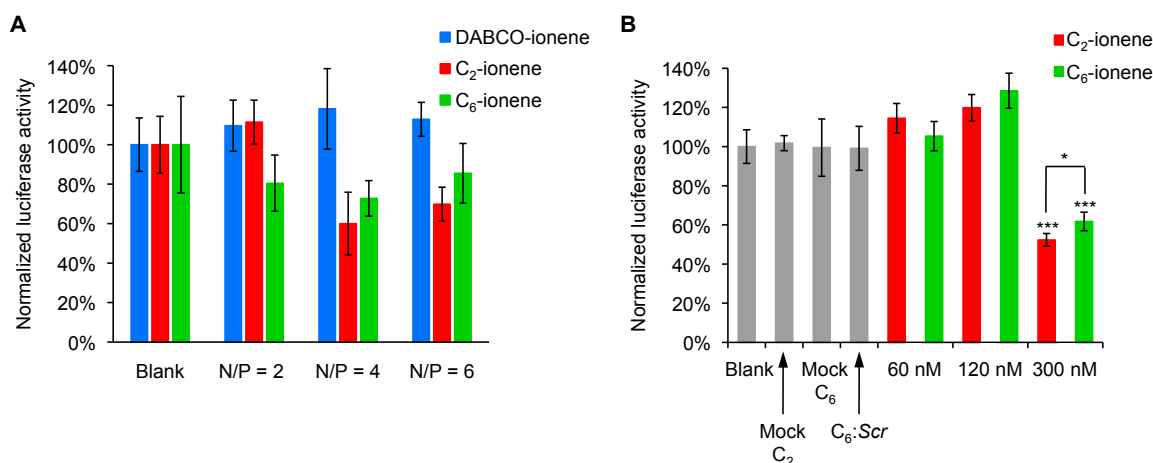 A
DABCO-ionene
C2-ionene
C6-ionene
Normalized luciferase activity
140%
120%
100%
80%
60%
40%
20%
0%
Blank N/P = 2 N/P = 4 N/P = 6
B
C2-ionene
C6-ionene
Normalized luciferase activity
140%
120%
100%
80%
60%
40%
20%
0%
*
***
***
Blank Mock C6 60 nM 120 nM 300 nM
Mock C2
C6:Scr